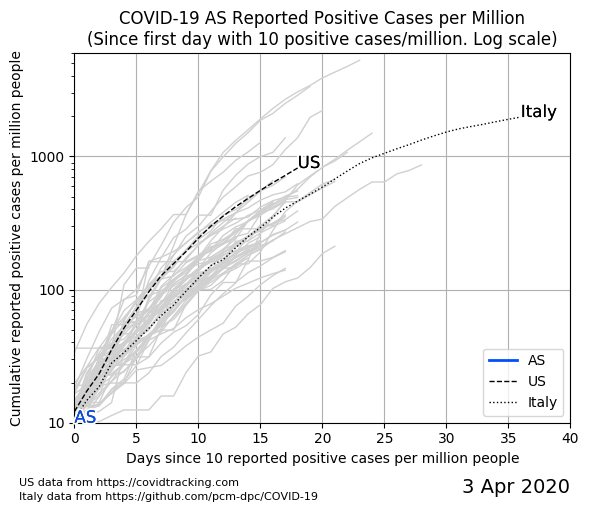 COVID-19 AS Reported Positive Cases per Million
(Since first day with 10 positive cases/million. Log scale)
Cumulative reported positive cases per million people
1000
100
10
Italy
US
AS
AS
US
Italy
0 5 10 15 20 25 30 35 40
Days since 10 reported positive cases per million people
US data from https://covidtracking.com
Italy data from https://github.com/pcm-dpc/COVID-19
3 Apr 2020